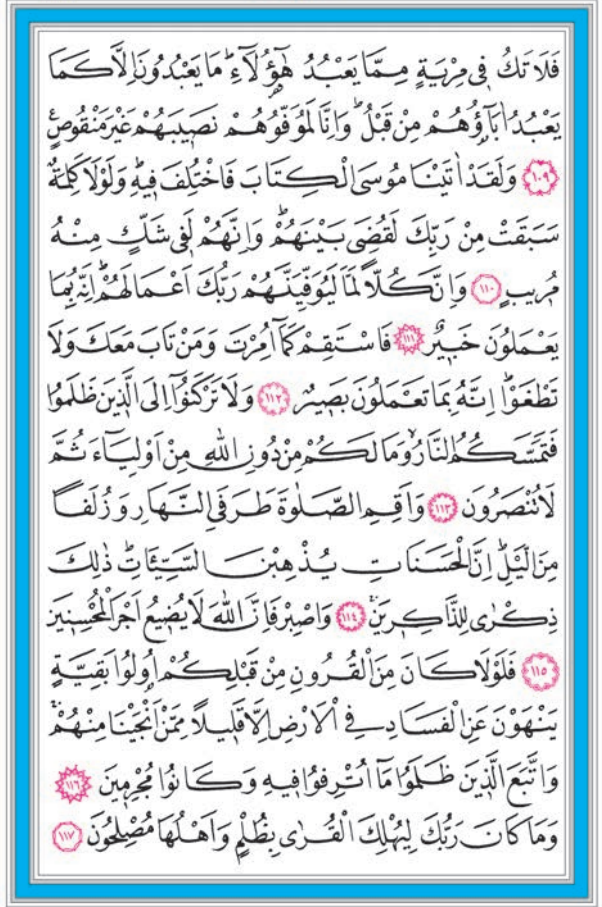 فَلَا تَكُ فِى مِرْيَةٍ مِمَّا يَعْبُدُ هٰٓؤُ۬لَٓاءِۜ مَا يَعْبُدُونَ اِلَّا كَمَا
يَعْبُدُ اٰبَٓاؤُ۬هُمْ مِنْ قَبْلُۜ وَاِنَّا لَمُوَفُّوهُمْ نَصِيبَهُمْ غَيْرَ مَنْقُوصٍ۟
﴿١٠٩﴾ وَلَقَدْ اٰتَيْنَا مُوسَى الْكِتَابَ فَاخْتُلِفَ فِيهِۜ وَلَوْلَا كَلِمَةٌ
سَبَقَتْ مِنْ رَبِّكَ لَقُضِىَ بَيْنَهُمْۜ وَاِنَّهُمْ لَفِى شَكٍّ مِنْهُ
مُرِيبٍ ﴿١١٠﴾ وَاِنَّ كُلًّا لَمَّا لَيُوَفِّيَنَّهُمْ رَبُّكَ اَعْمَالَهُمْۜ اِنَّهُ بِمَا
يَعْمَلُونَ خَبِيرٌ ﴿١١١﴾ فَاسْتَقِمْ كَمَٓا اُمِرْتَ وَمَنْ تَابَ مَعَكَ وَلَا
تَطْغَوْاۜ اِنَّهُ بِمَا تَعْمَلُونَ بَصِيرٌ ﴿١١٢﴾ وَلَا تَرْكَنُٓوا اِلَى الَّذِينَ ظَلَمُوا
فَتَمَسَّكُمُ النَّارُۙ وَمَا لَكُمْ مِنْ دُونِ اللّٰهِ مِنْ اَوْلِيَٓاءَ ثُمَّ
لَا تُنْصَرُونَ ﴿١١٣﴾ وَاَقِمِ الصَّلٰوةَ طَرَفَىِ النَّهَارِ وَزُلَفًا
مِنَ الَّيْلِۜ اِنَّ الْحَسَنَاتِ يُذْهِبْنَ السَّيِّـَٔاتِۜ ذٰلِكَ
ذِكْرٰى لِلذَّاكِرِينَۚ ﴿١١٤﴾ وَاصْبِرْ فَاِنَّ اللّٰهَ لَا يُضِيعُ اَجْرَ الْمُحْسِنِينَ
﴿١١٥﴾ فَلَوْلَا كَانَ مِنَ الْقُرُونِ مِنْ قَبْلِكُمْ اُو۬لُوا بَقِيَّةٍ
يَنْهَوْنَ عَنِ الْفَسَادِ فِى الْاَرْضِ اِلَّا قَلِيلًا مِمَّنْ اَنْجَيْنَا مِنْهُمْۚ
وَاتَّبَعَ الَّذِينَ ظَلَمُوا مَٓا اُتْرِفُوا فِيهِ وَكَانُوا مُجْرِمِينَ ﴿١١٦﴾
وَمَا كَانَ رَبُّكَ لِيُهْلِكَ الْقُرٰى بِظُلْمٍ وَاَهْلُهَا مُصْلِحُونَ ﴿١١٧﴾